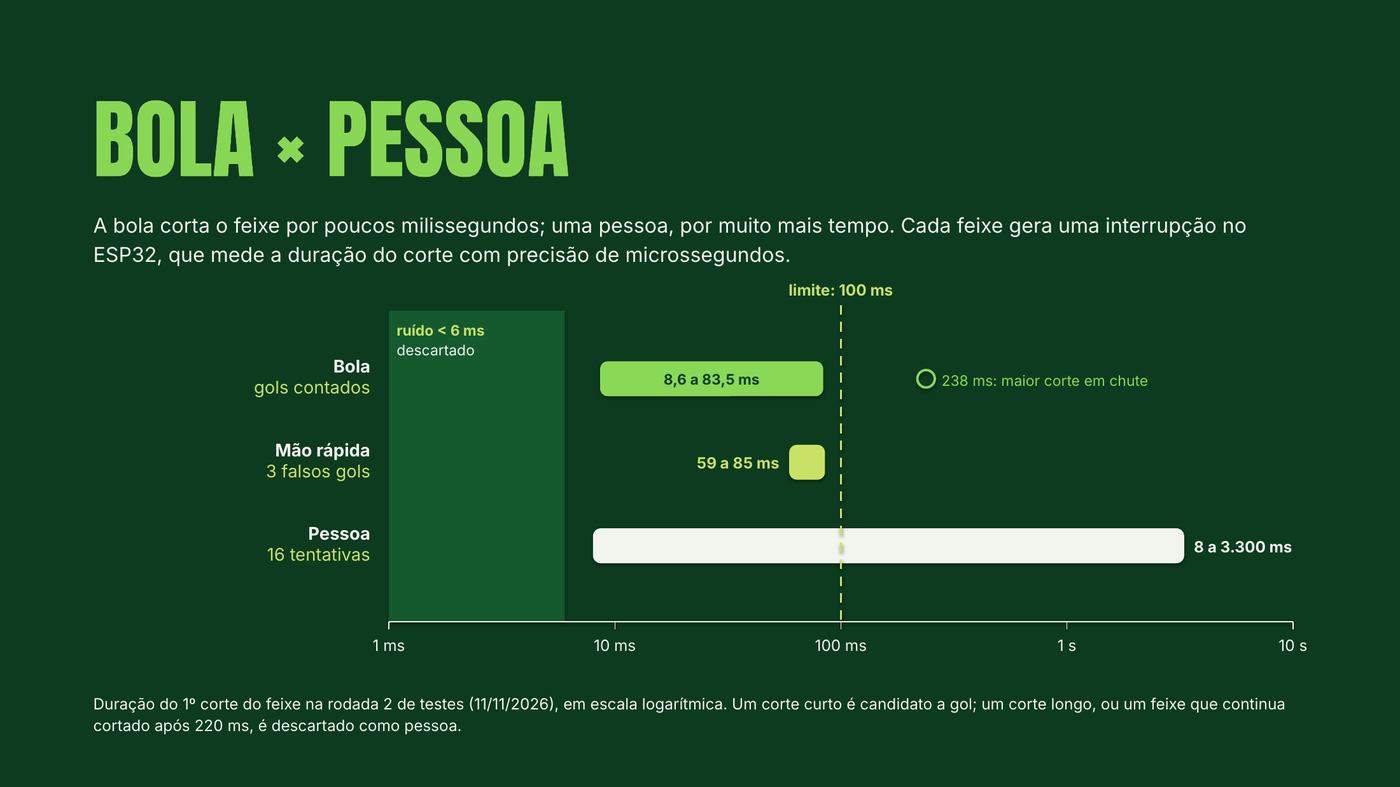 BOLA × PESSOA
A bola corta o feixe por poucos milissegundos; uma pessoa, por muito mais tempo. Cada feixe gera uma interrupção no
ESP32, que mede a duração do corte com precisão de microssegundos.
limite: 100 ms
ruído < 6 ms
descartado
Bola
gols contados
8,6 a 83,5 ms
238 ms: maior corte em chute
Mão rápida
3 falsos gols
59 a 85 ms
Pessoa
16 tentativas
8 a 3.300 ms
1 ms
10 ms
100 ms
1 s
10 s
Duração do 1º corte do feixe na rodada 2 de testes (11/11/2026), em escala logarítmica. Um corte curto é candidato a gol; um corte longo, ou um feixe que continua
cortado após 220 ms, é descartado como pessoa.